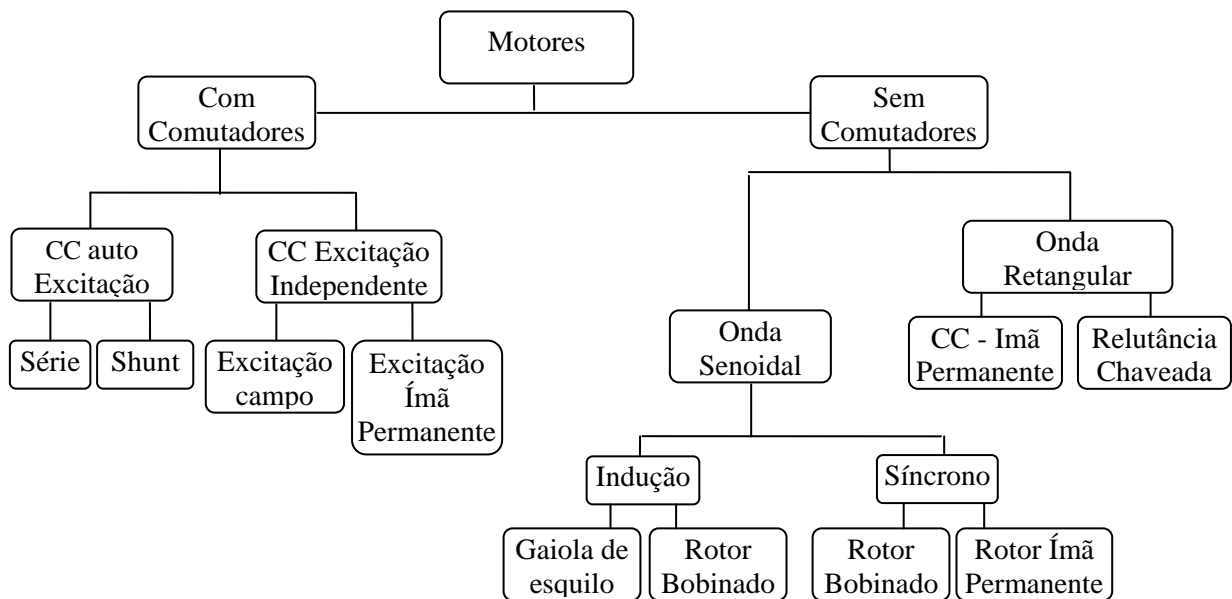 Motores
Com
Comutadores
Sem
Comutadores
CC auto
Excitação
CC Excitação
Independente
Onda
Retangular
Onda
Senoidal
Série
Shunt
Excitação
campo
Excitação
Ímã
Permanente
CC - Imã
Permanente
Relutância
Chaveada
Indução
Síncrono
Gaiola de
esquilo
Rotor
Bobinado
Rotor
Bobinado
Rotor Ímã
Permanente